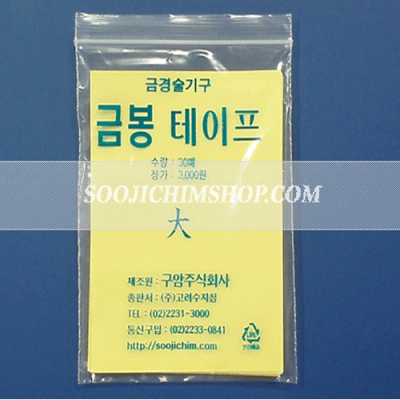 금경술기구
금봉 테이프
수량 : 30매
정가 : 3,000원
SOOJICHIMSHOP.COM
大
제조원 : 구암주식회사
총판처 : (주)고려수지침
TEL : (02)2231-3000
통신구입 : (02)2233-0841
http://soojichim.com